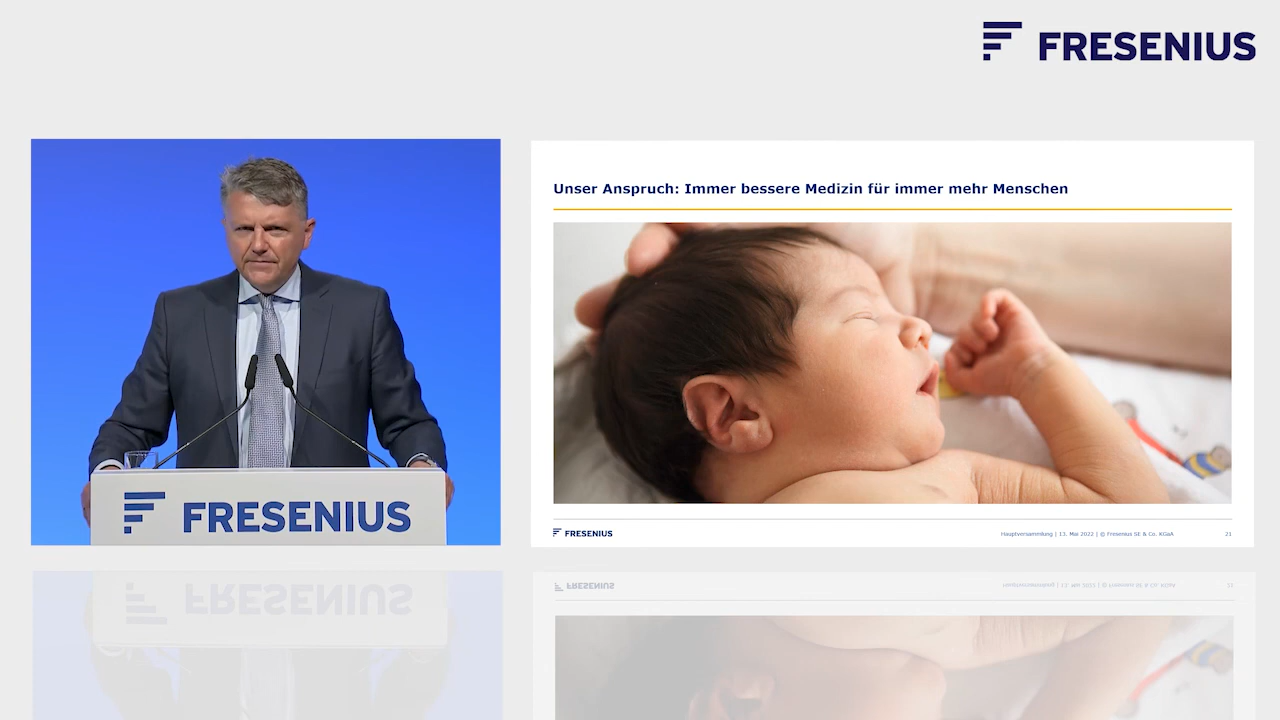 FRESENIUS
Unser Anspruch: Immer bessere Medizin für immer mehr Menschen
FRESENIUS
FRESENIUS
Hauptversammlung | 13. Mai 2022 | © Fresenius SE & Co. KGaA
21